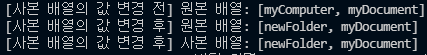 [사본 배열의 값 변경 전] 원본 배열: [myComputer, myDocument]
[사본 배열의 값 변경 후] 원본 배열: [newFolder, myDocument]
[사본 배열의 값 변경 후] 사본 배열: [newFolder, myDocument]